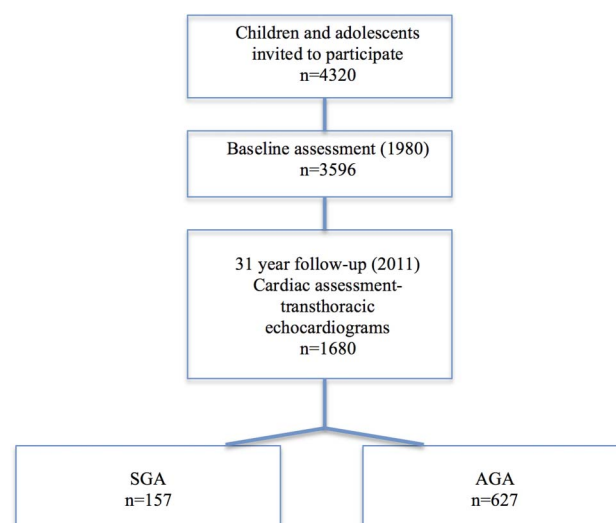 Children and adolescents
invited to participate
n=4320
Baseline assessment (1980)
n=3596
31 year follow-up (2011)
Cardiac assessment-
transthoracic
echocardiograms
n=1680
SGA
n=157
AGA
n=627